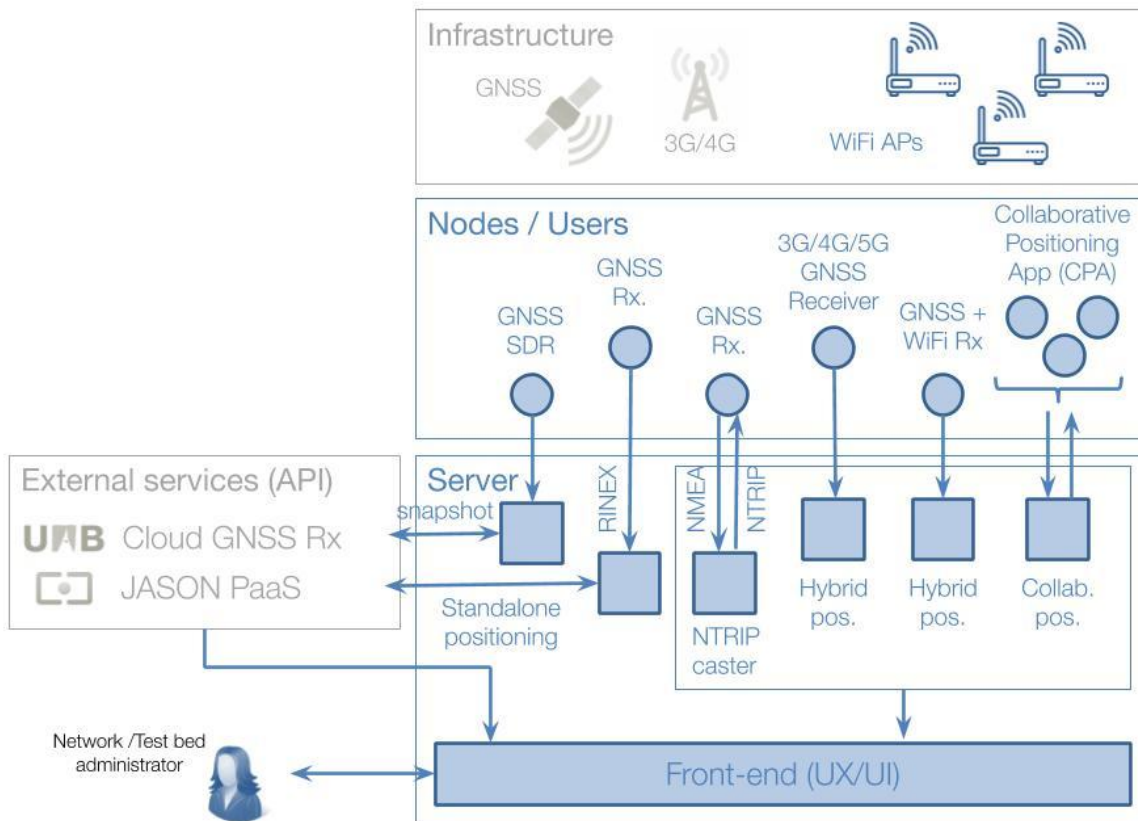 Infrastructure
GNSS
3G/4G
WiFi APs
Nodes / Users
GNSS
SDR
GNSS
Rx.
GNSS
Rx.
3G/4G/5G
GNSS
Receiver
GNSS +
WiFi Rx
Collaborative
Positioning
App (CPA)
External services (API)
UAB Cloud GNSS Rx
JASON PaaS
Server
snapshot
RINEX
NMEA
NTRIP
Standalone
positioning
NTRIP
caster
Hybrid
pos.
Hybrid
pos.
Collab.
pos.
Network /Test bed
administrator
Front-end (UX/UI)